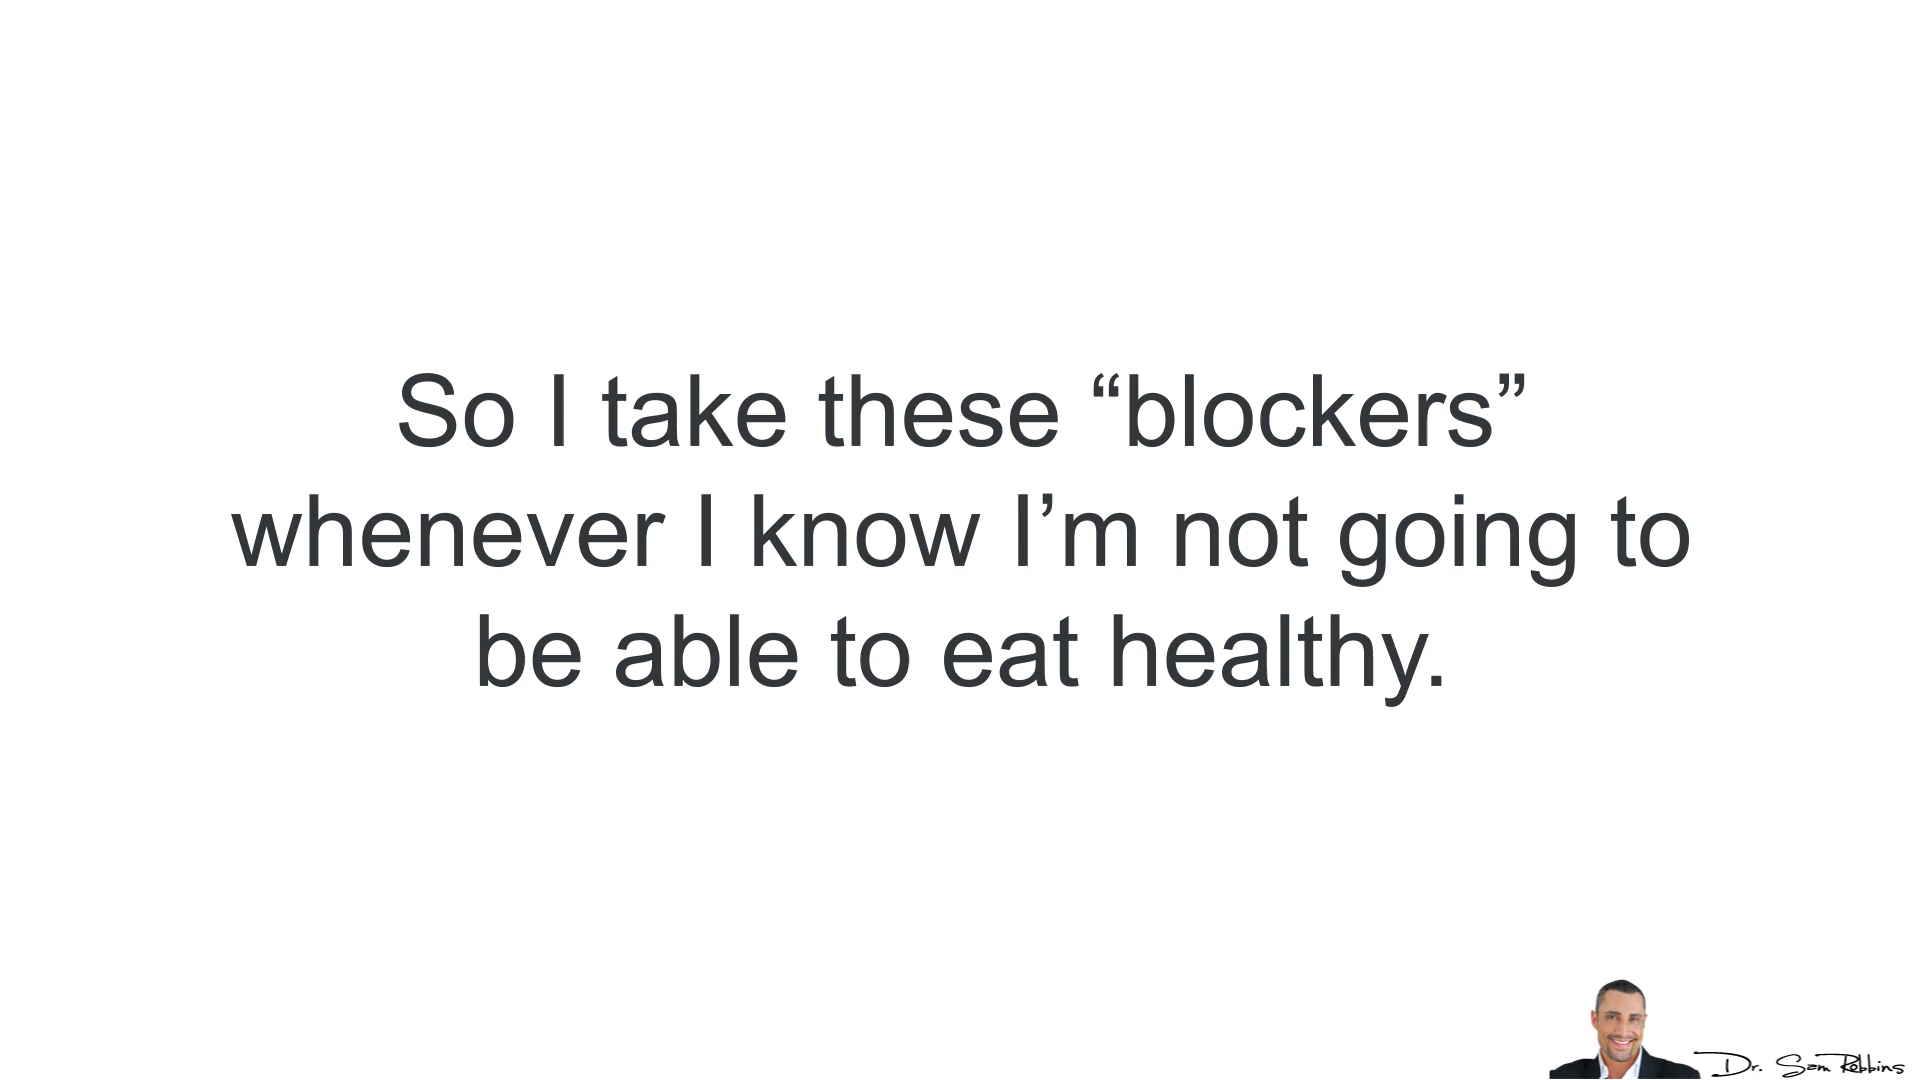 So I take these “blockers”
whenever I know I’m not going to
be able to eat healthy.
Dr. Sam Robbins